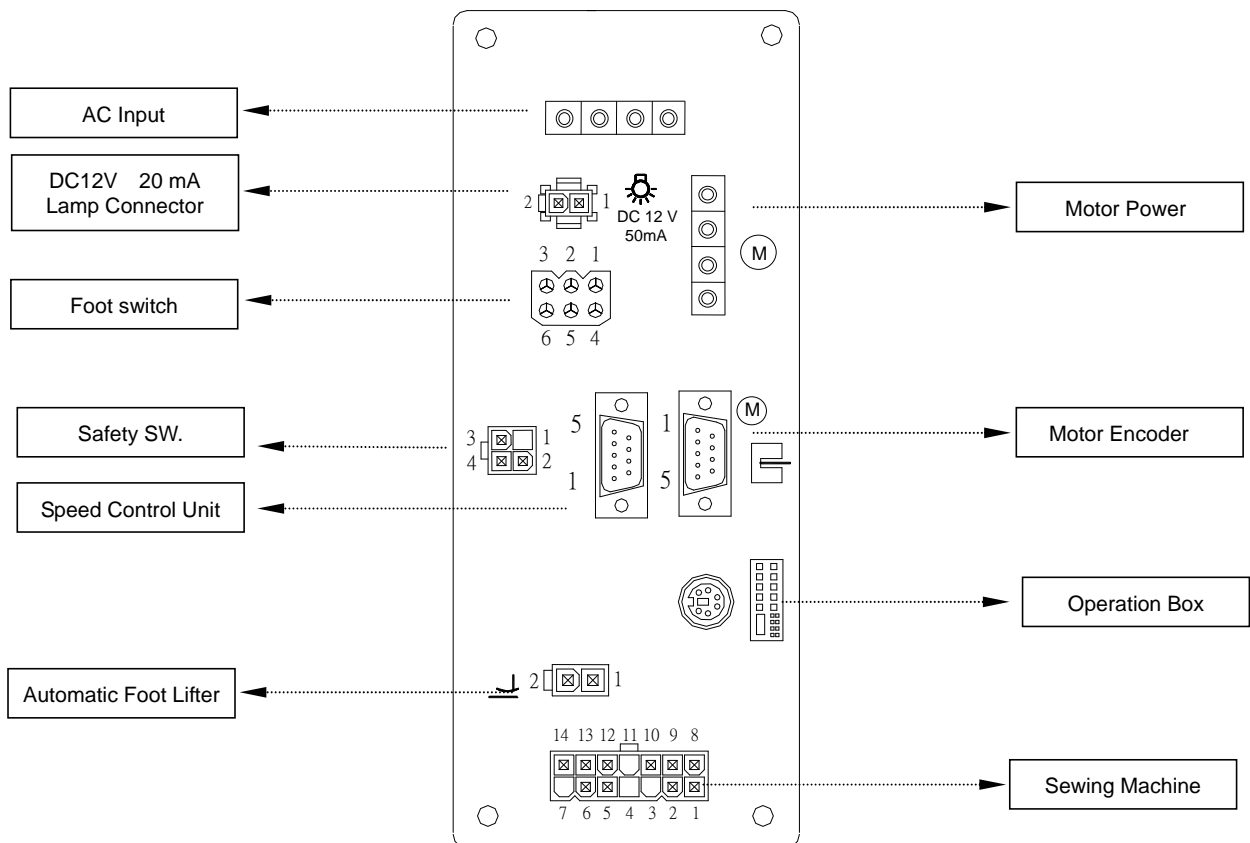 AC Input
DC12V 20 mA
Lamp Connector
2 1
DC 12 V
50mA
Motor Power
M
3 2 1
Foot switch
6 5 4
M
5 1
Motor Encoder
Safety SW.
3 1
4 2
1 5
Speed Control Unit
Operation Box
2 1
Automatic Foot Lifter
14 13 12 11 10 9 8
Sewing Machine
7 6 5 4 3 2 1